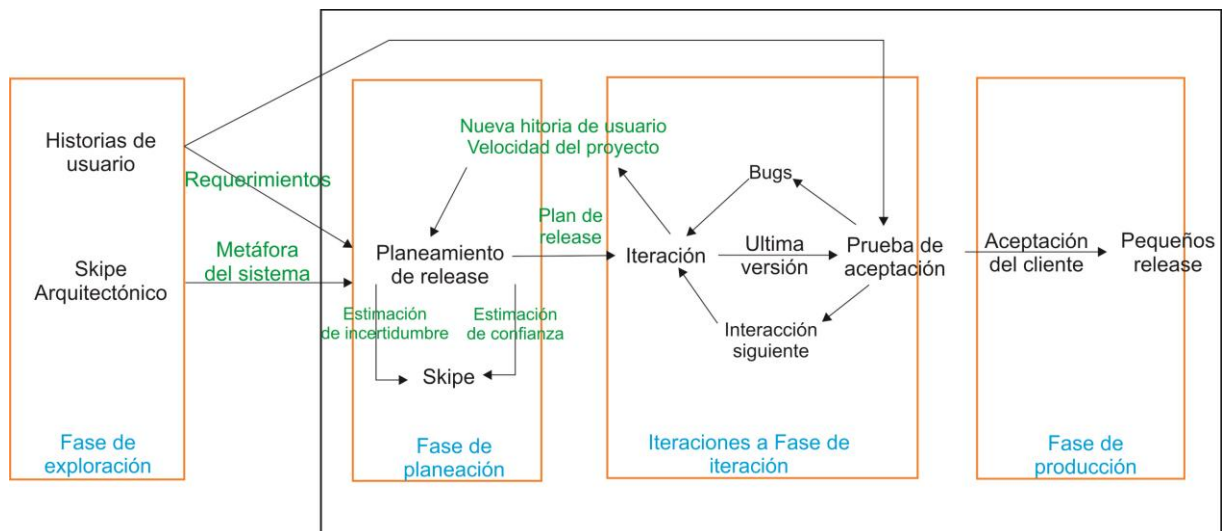 Historias de
usuario
Requerimientos
Metáfora
del sistema
Skipe
Arquitectónico
Fase de
exploración
Nueva hitoria de usuario
Velocidad del proyecto
Planeamiento
de release
Plan de
release
Estimación
de incertidumbre
Estimación
de confianza
Skipe
Fase de
planeación
Bugs
Iteración
Ultima
versión
Prueba de
aceptación
Interacción
siguiente
Iteraciones a Fase de
iteración
Aceptación
del cliente
Pequeños
release
Fase de
producción